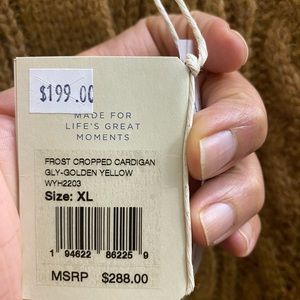 $199.00
MADE FOR
LIFE'S GREAT
MOMENTS
FROST CROPPED CARDIGAN
GLY-GOLDEN YELLOW
WYH2203
Size: XL
1 94622 86225 9
MSRP $288.00